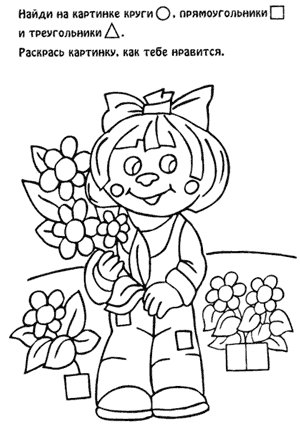 Найди на картинке круги ○, прямоугольники □
и треугольники △.
Раскрась картинку, как тебе нравится.